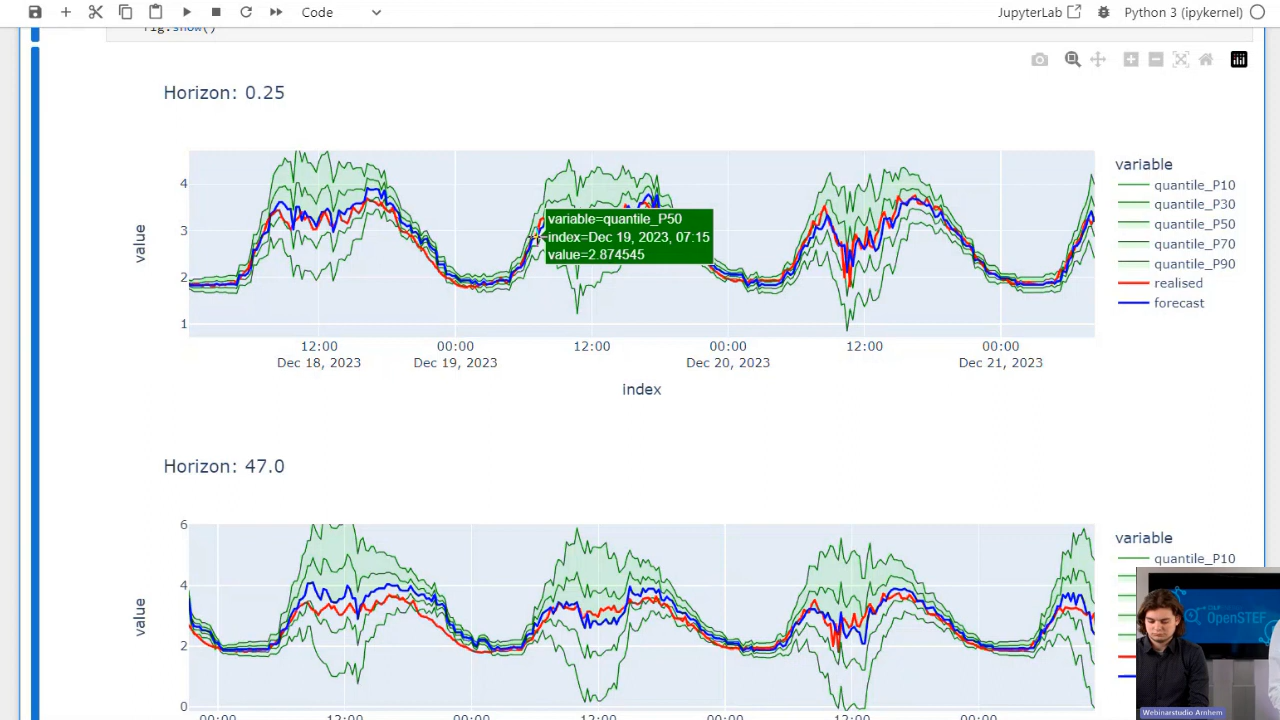 Code
JupyterLab
Python 3 (ipykernel)
fig.show()
Horizon: 0.25
variable
quantile_P10
quantile_P30
quantile_P50
quantile_P70
quantile_P90
realised
forecast
value
4
3
2
1
variable=quantile_P50
index=Dec 19, 2023, 07:15
value=2.874545
12:00
Dec 18, 2023
00:00
Dec 19, 2023
12:00
00:00
Dec 20, 2023
12:00
00:00
Dec 21, 2023
index
Horizon: 47.0
variable
quantile_P10
value
6
4
2
0
00:00
12:00
00:00
12:00
00:00
12:00
00:00
OpenSTEF
Webinarstudio Arnhem